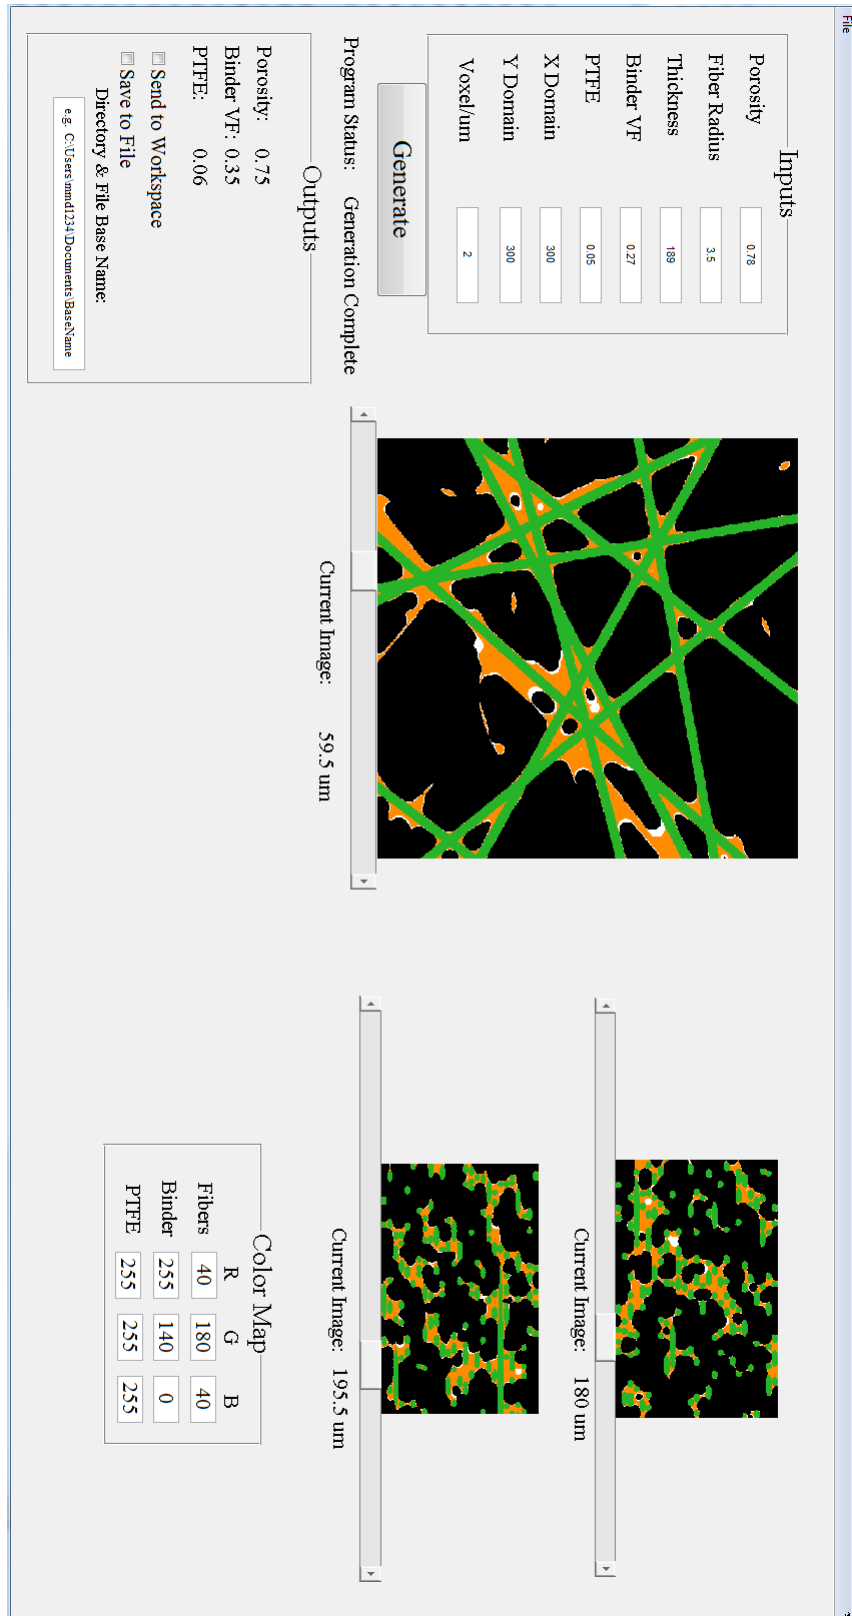 File
Inputs
Porosity 0.78
Fiber Radius 3.5
Thickness 189
Binder VF 0.27
PTFE 0.05
X Domain 300
Y Domain 300
Voxel/um 2
Generate
Program Status: Generation Complete
Outputs
Porosity: 0.75
Binder VF: 0.35
PTFE: 0.06
Send to Workspace
Save to File
Directory & File Base Name:
e.g. C:\Users\mmd1234\Documents\BaseName
Current Image: 59.5 um
Current Image: 180 um
Current Image: 195.5 um
Color Map
R G B
Fibers 40 180 40
Binder 255 140 0
PTFE 255 255 255